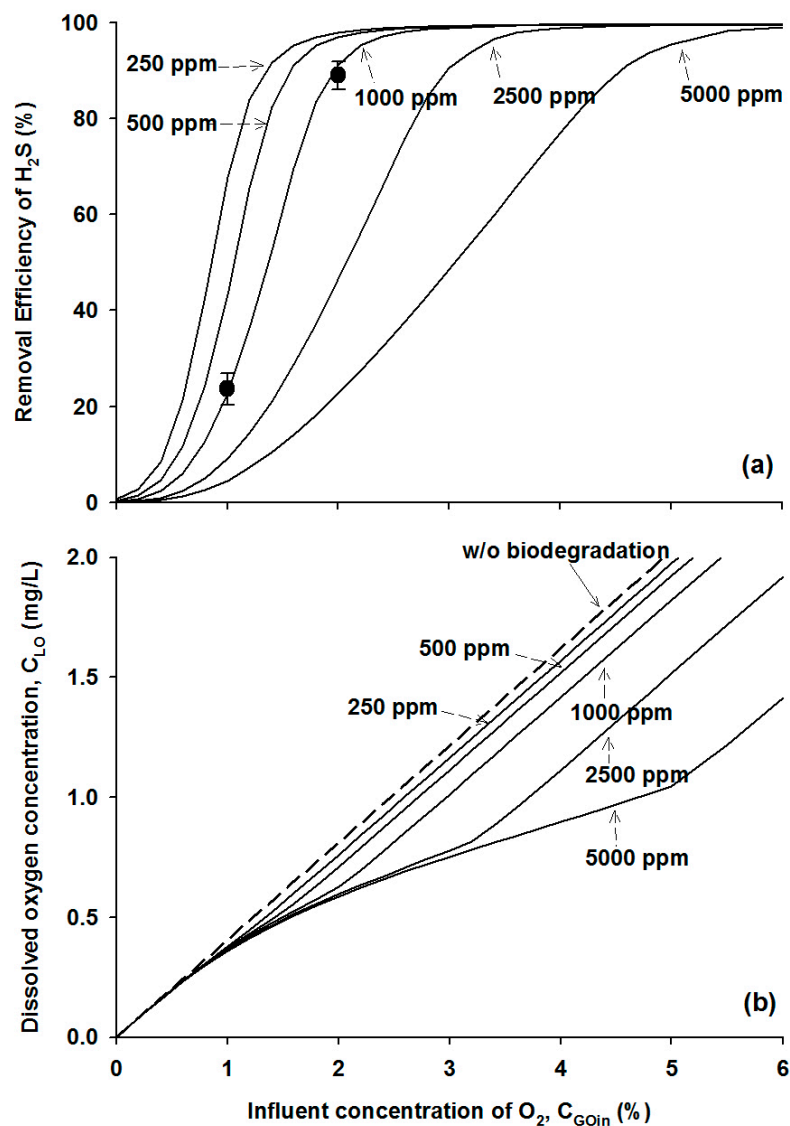 100
80
60
40
20
0
Removal Efficiency of H₂S (%)
250 ppm
500 ppm
1000 ppm
2500 ppm
5000 ppm
(a)
2.0
1.5
1.0
0.5
0.0
Dissolved oxygen concentration, C_LO (mg/L)
w/o biodegradation
500 ppm
250 ppm
1000 ppm
2500 ppm
5000 ppm
(b)
0 1 2 3 4 5 6
Influent concentration of O₂, C_GOin (%)